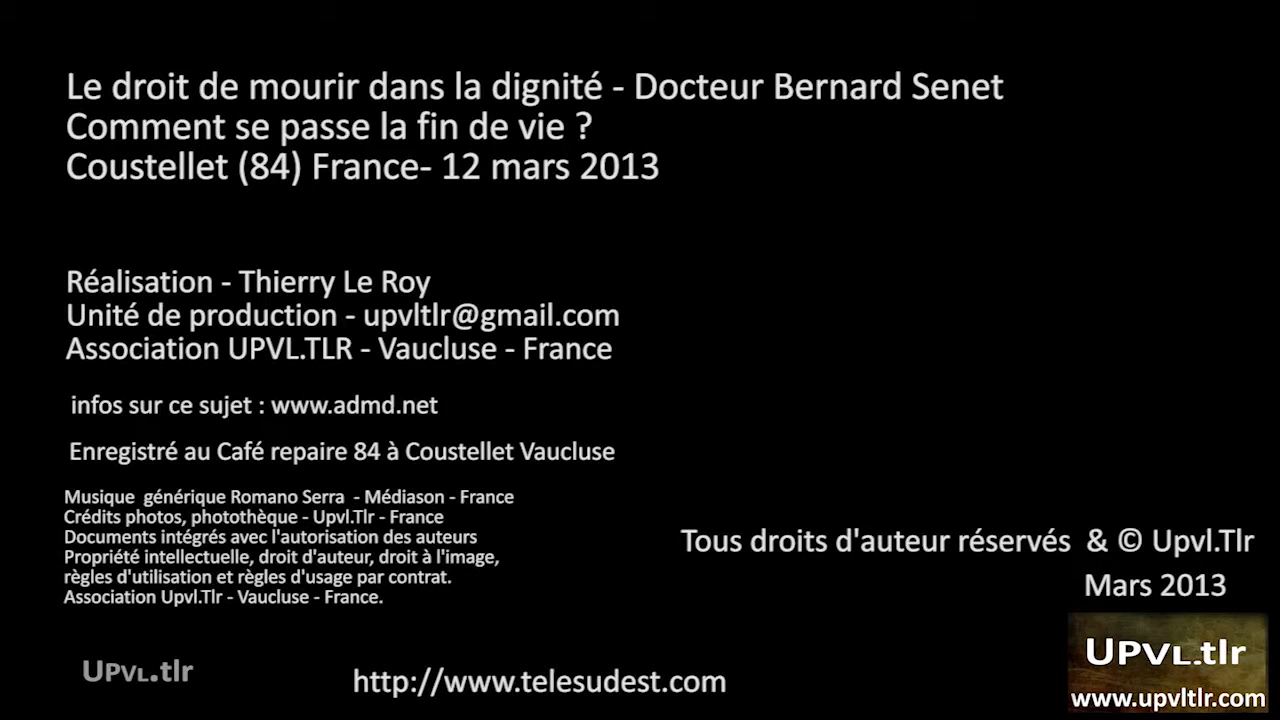 Le droit de mourir dans la dignité - Docteur Bernard Senet
Comment se passe la fin de vie ?
Coustellet (84) France- 12 mars 2013
Réalisation - Thierry Le Roy
Unité de production - upvltlr@gmail.com
Association UPVL.TLR - Vaucluse - France
infos sur ce sujet : www.admd.net
Enregistré au Café repaire 84 à Coustellet Vaucluse
Musique  générique Romano Serra  - Médiason - France
Crédits photos, photothèque - Upvl.Tlr - France
Documents intégrés avec l'autorisation des auteurs
Propriété intellectuelle, droit d'auteur, droit à l'image,
règles d'utilisation et règles d'usage par contrat.
Association Upvl.Tlr - Vaucluse - France.
Tous droits d'auteur réservés  & © Upvl.Tlr
Mars 2013
UPVL.tlr
http://www.telesudest.com
UPVL.tlr
www.upvltlr.com